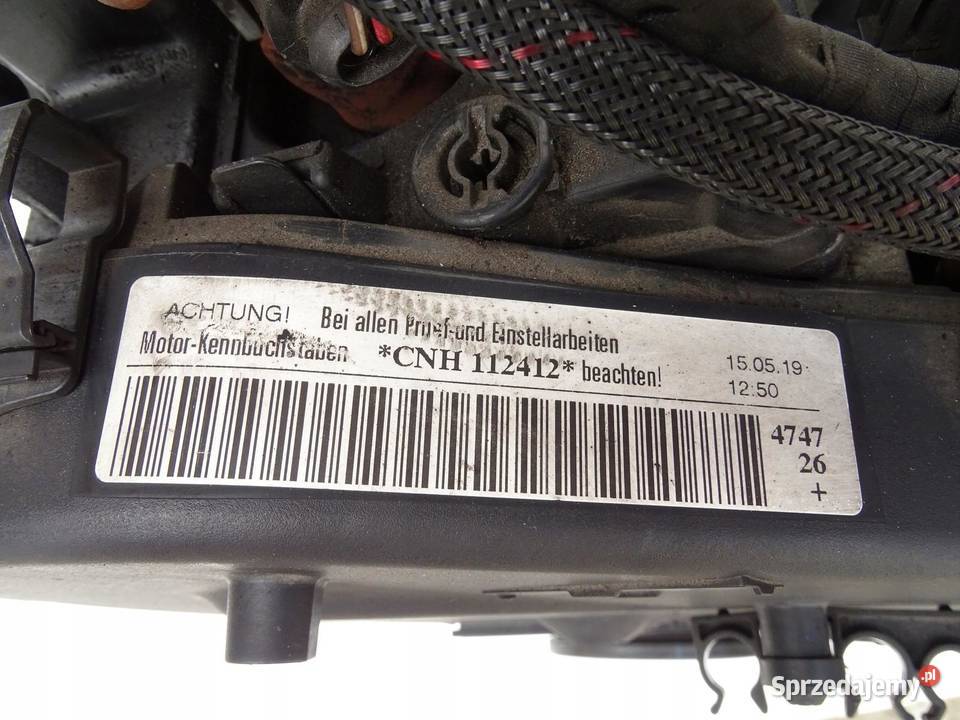 ACHTUNG! Bei allen Pruef-und Einstellarbeiten
Motor-Kennbuchstaben *CNH 112412* beachten!
15.05.19
12:50
4747
26
+
Sprzedajemy.pl